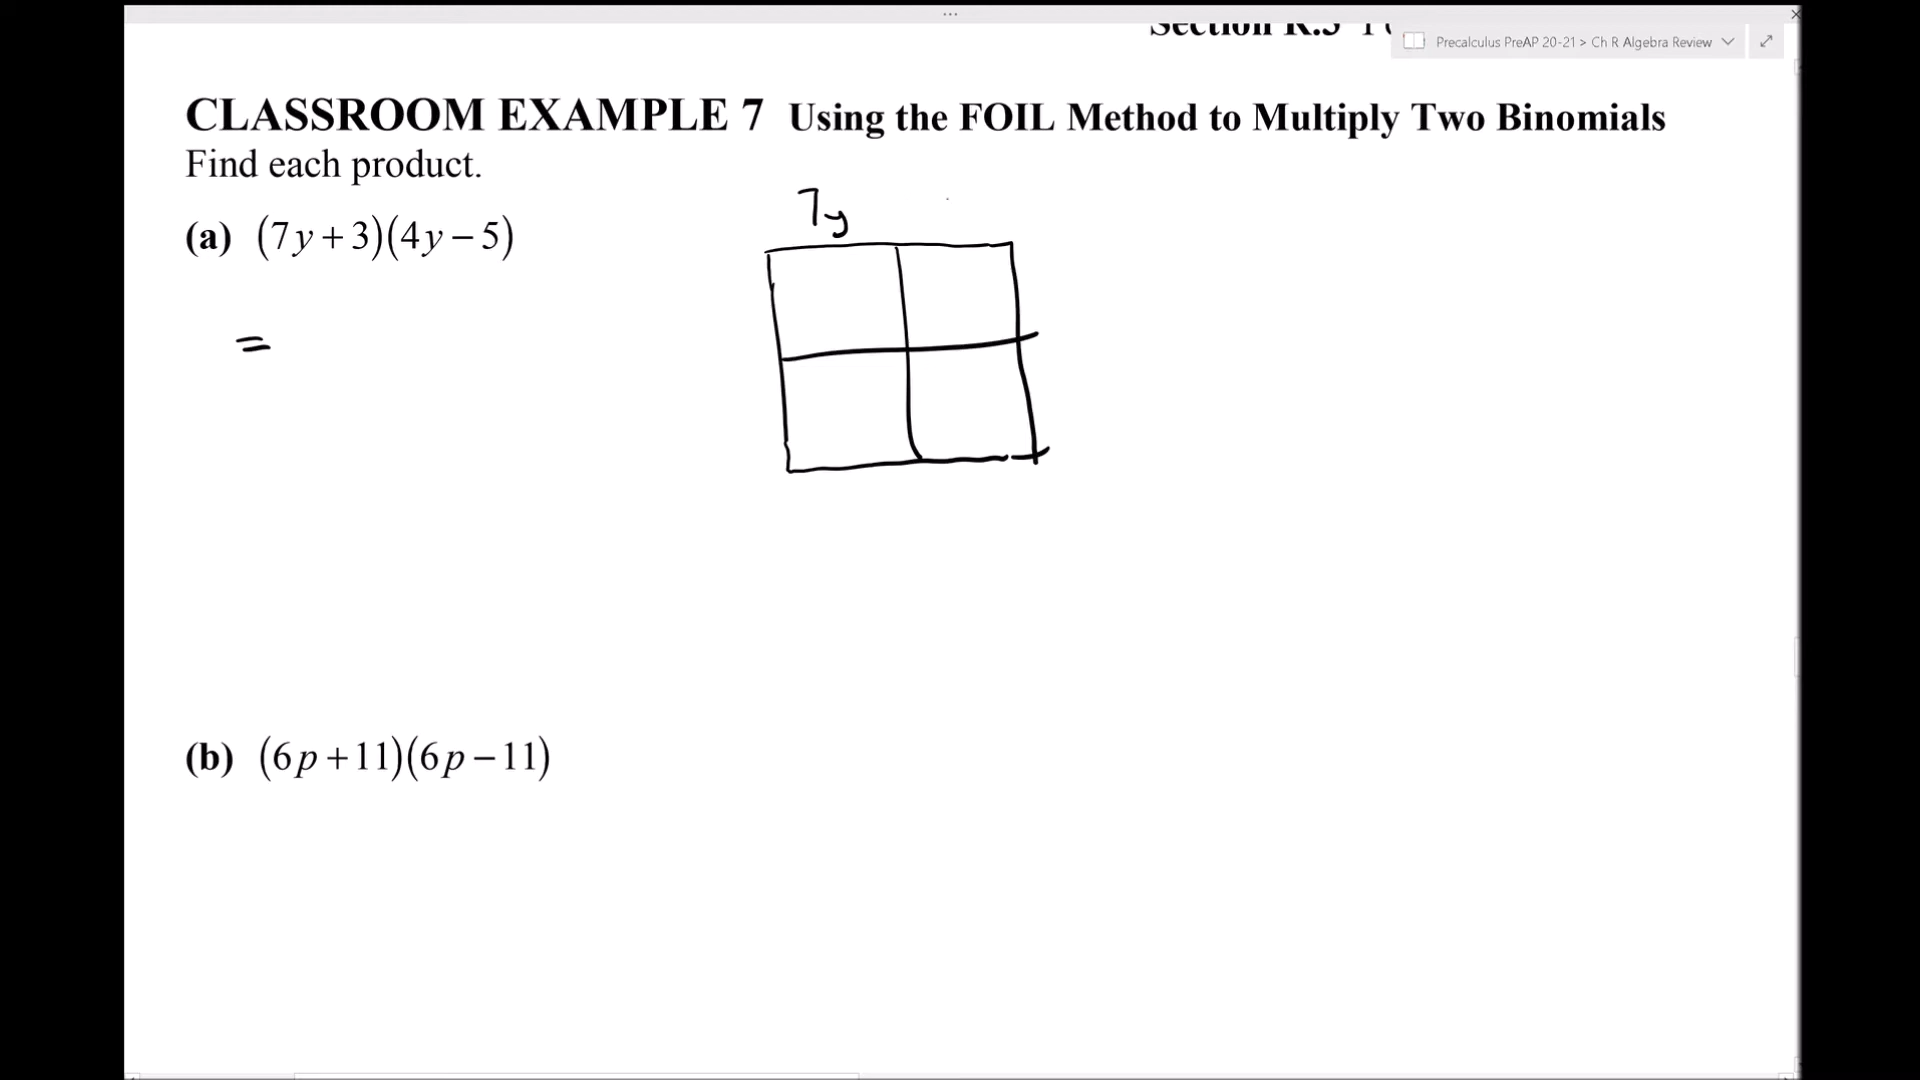 Precalculus PreAP 20-21 > Ch R Algebra Review
CLASSROOM EXAMPLE 7 Using the FOIL Method to Multiply Two Binomials
Find each product.
7y
(a) (7y+3)(4y−5)
=
(b) (6p+11)(6p−11)